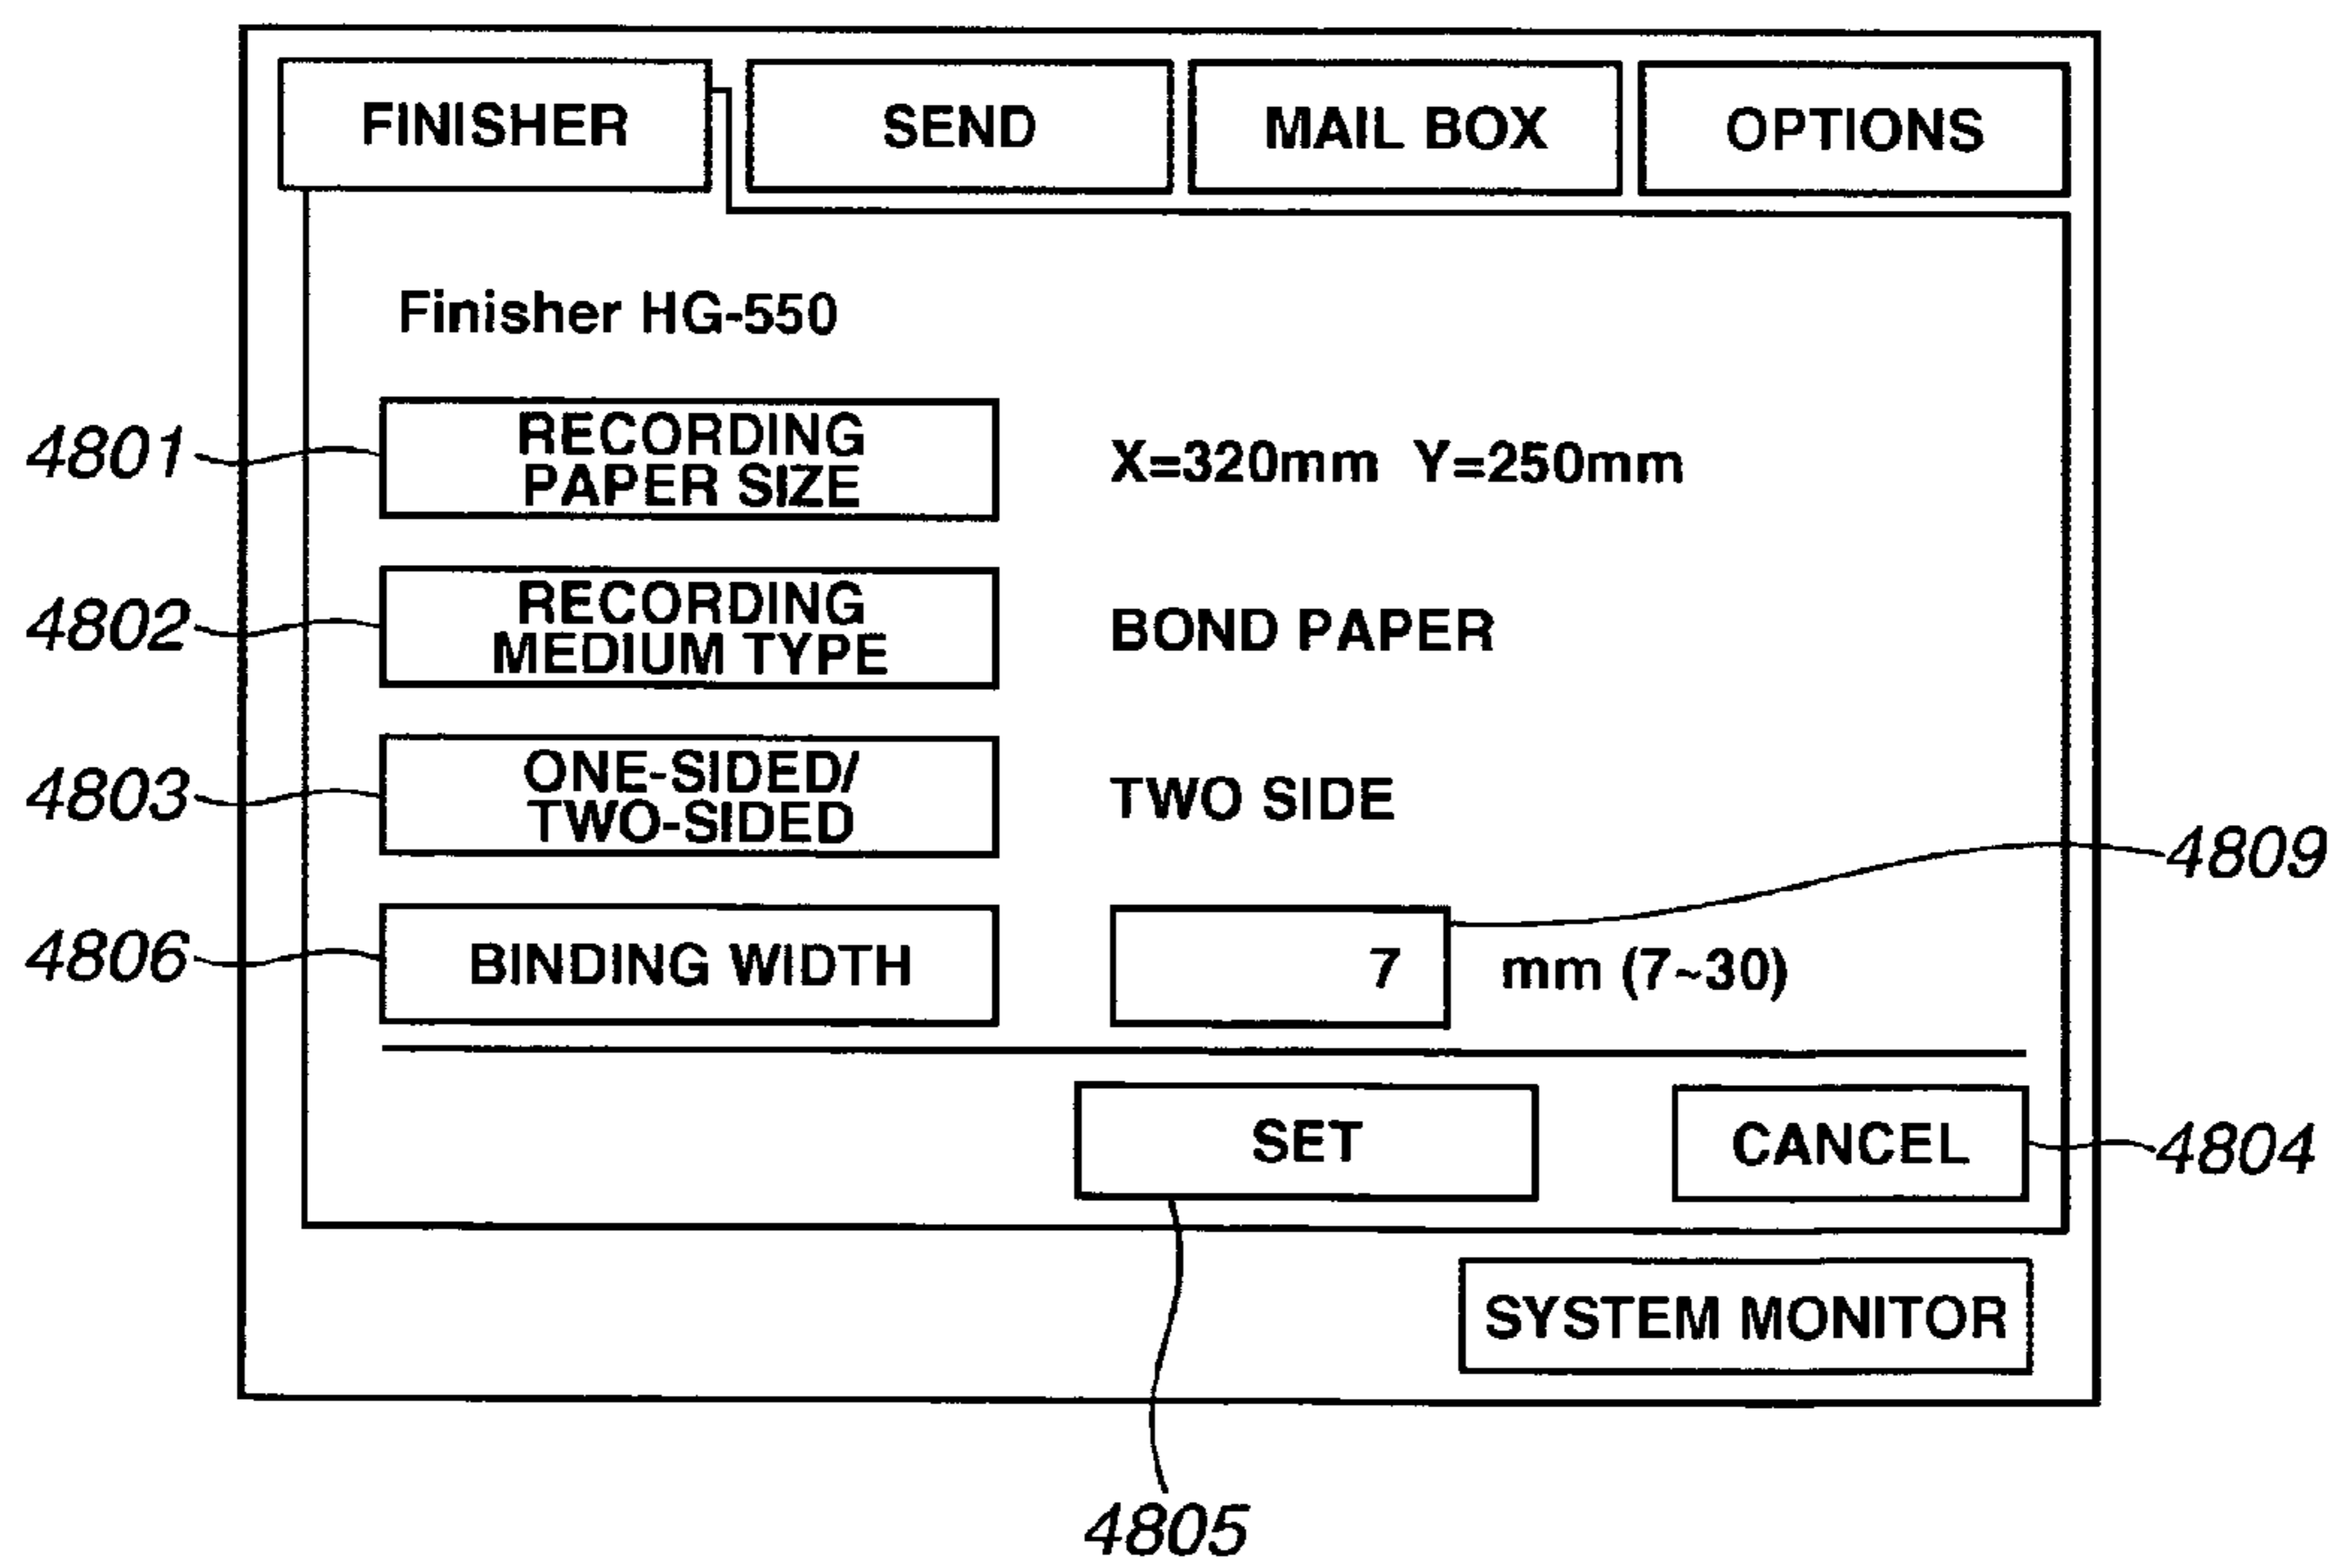 FINISHER
SEND
MAIL BOX
OPTIONS
Finisher HG-550
4801
RECORDING
PAPER SIZE
X=320mm Y=250mm
4802
RECORDING
MEDIUM TYPE
BOND PAPER
4803
ONE-SIDED/
TWO-SIDED
TWO SIDE
4809
4806
BINDING WIDTH
7
mm (7~30)
SET
CANCEL
4804
SYSTEM MONITOR
4805